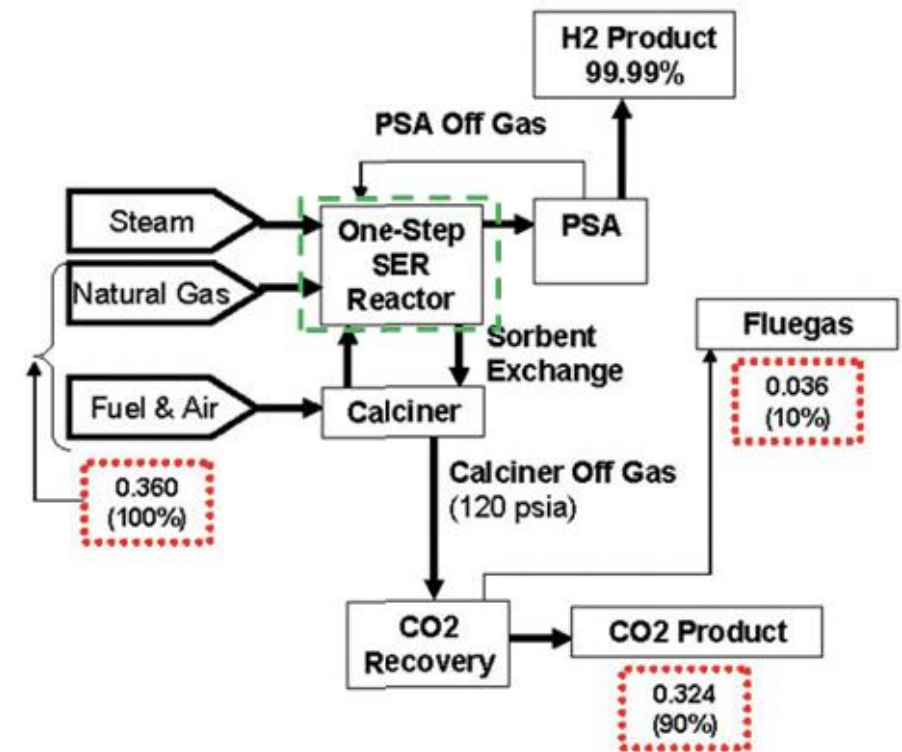 H2 Product
99.99%
PSA Off Gas
Steam
One-Step
SER
Reactor
PSA
Natural Gas
Fluegas
Sorbent
Exchange
0.036
(10%)
Fuel & Air
Calciner
0.360
(100%)
Calciner Off Gas
(120 psia)
CO2
Recovery
CO2 Product
0.324
(90%)